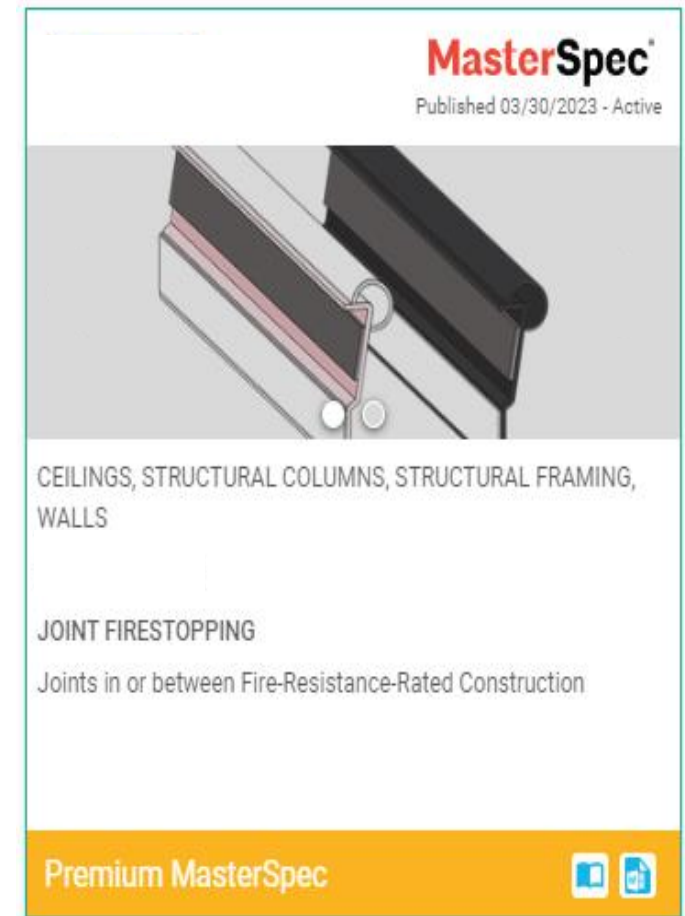 MasterSpec®
Published 03/30/2023 - Active
CEILINGS, STRUCTURAL COLUMNS, STRUCTURAL FRAMING,
WALLS
JOINT FIRESTOPPING
Joints in or between Fire-Resistance-Rated Construction
Premium MasterSpec